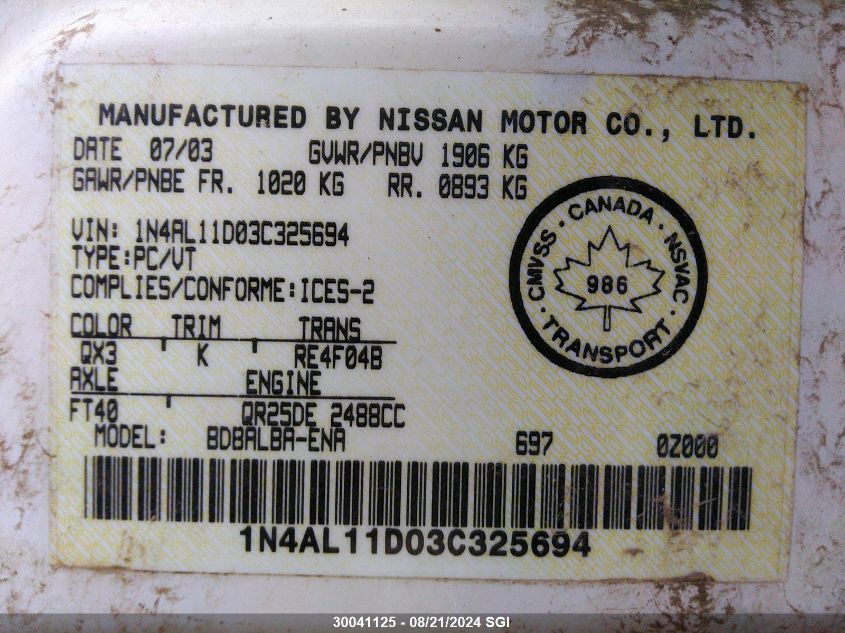 MANUFACTURED BY NISSAN MOTOR CO., LTD.
DATE 07/03 GVWR/PNBV 1906 KG
GAWR/PNBE FR. 1020 KG RR. 0893 KG
VIN: 1N4AL11D03C325694
TYPE:PC/VT
COMPLIES/CONFORME:ICES-2
CMVSS · CANADA · NSVAC · TRANSPORT ·
986
COLOR TRIM TRANS
QX3 ' K ' RE4F04B
AXLE ENGINE
FT40 ' QR25DE 2488CC
MODEL: BDBALBA-ENA 697 0Z000
1N4AL11D03C325694
30041125 - 08/21/2024 SGI